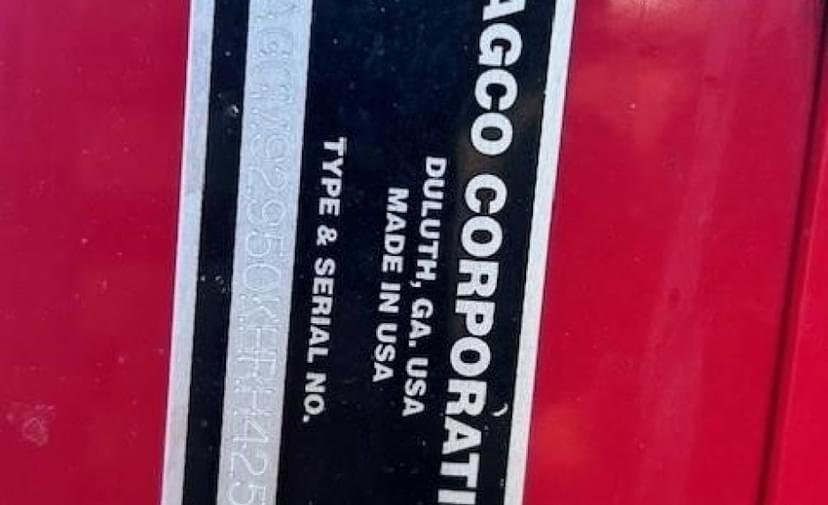 AGCO CORPORATI
DULUTH, GA. USA
MADE IN USA
TYPE & SERIAL NO.